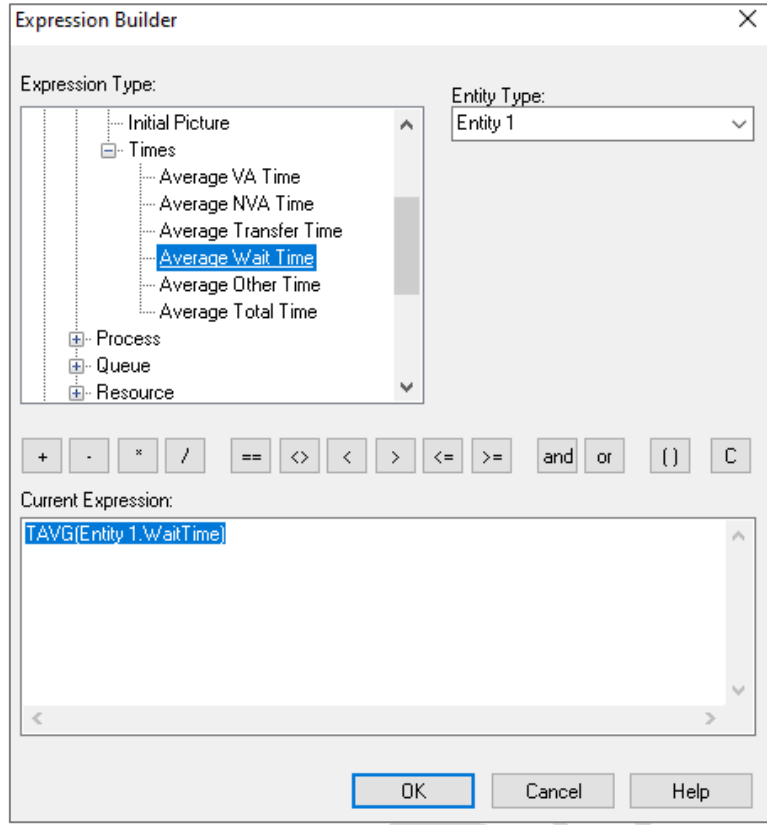 Expression Builder
Expression Type:
Entity Type:
Entity 1
Initial Picture
Times
Average VA Time
Average NVA Time
Average Transfer Time
Average Wait Time
Average Other Time
Average Total Time
Process
Queue
Resource
+ - * / == <> < > <= >= and or () C
Current Expression:
TAVG(Entity 1.WaitTime)
OK Cancel Help